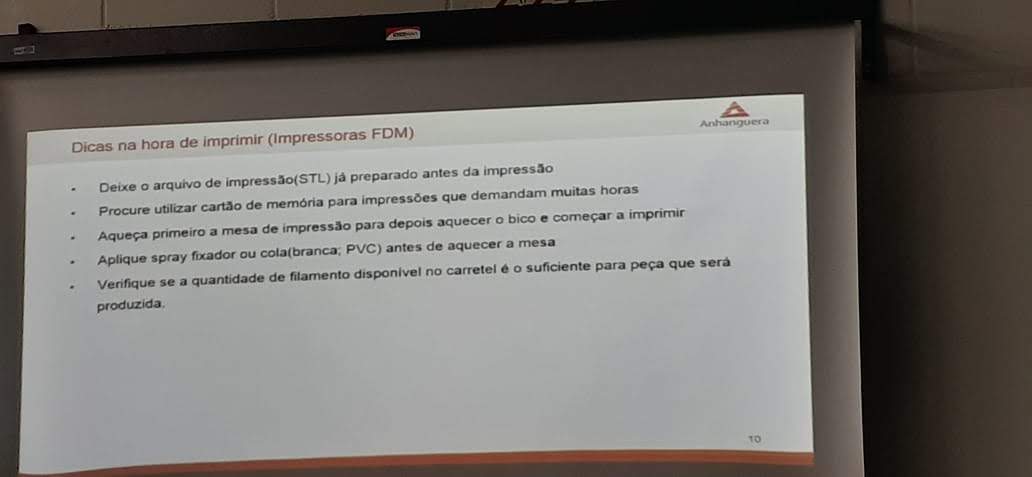 Anhanguera
Dicas na hora de imprimir (Impressoras FDM)
Deixe o arquivo de impressão(STL) já preparado antes da impressão
Procure utilizar cartão de memória para impressões que demandam muitas horas
Aqueça primeiro a mesa de impressão para depois aquecer o bico e começar a imprimir
Aplique spray fixador ou cola(branca; PVC) antes de aquecer a mesa
Verifique se a quantidade de filamento disponível no carretel é o suficiente para peça que será
produzida.
10